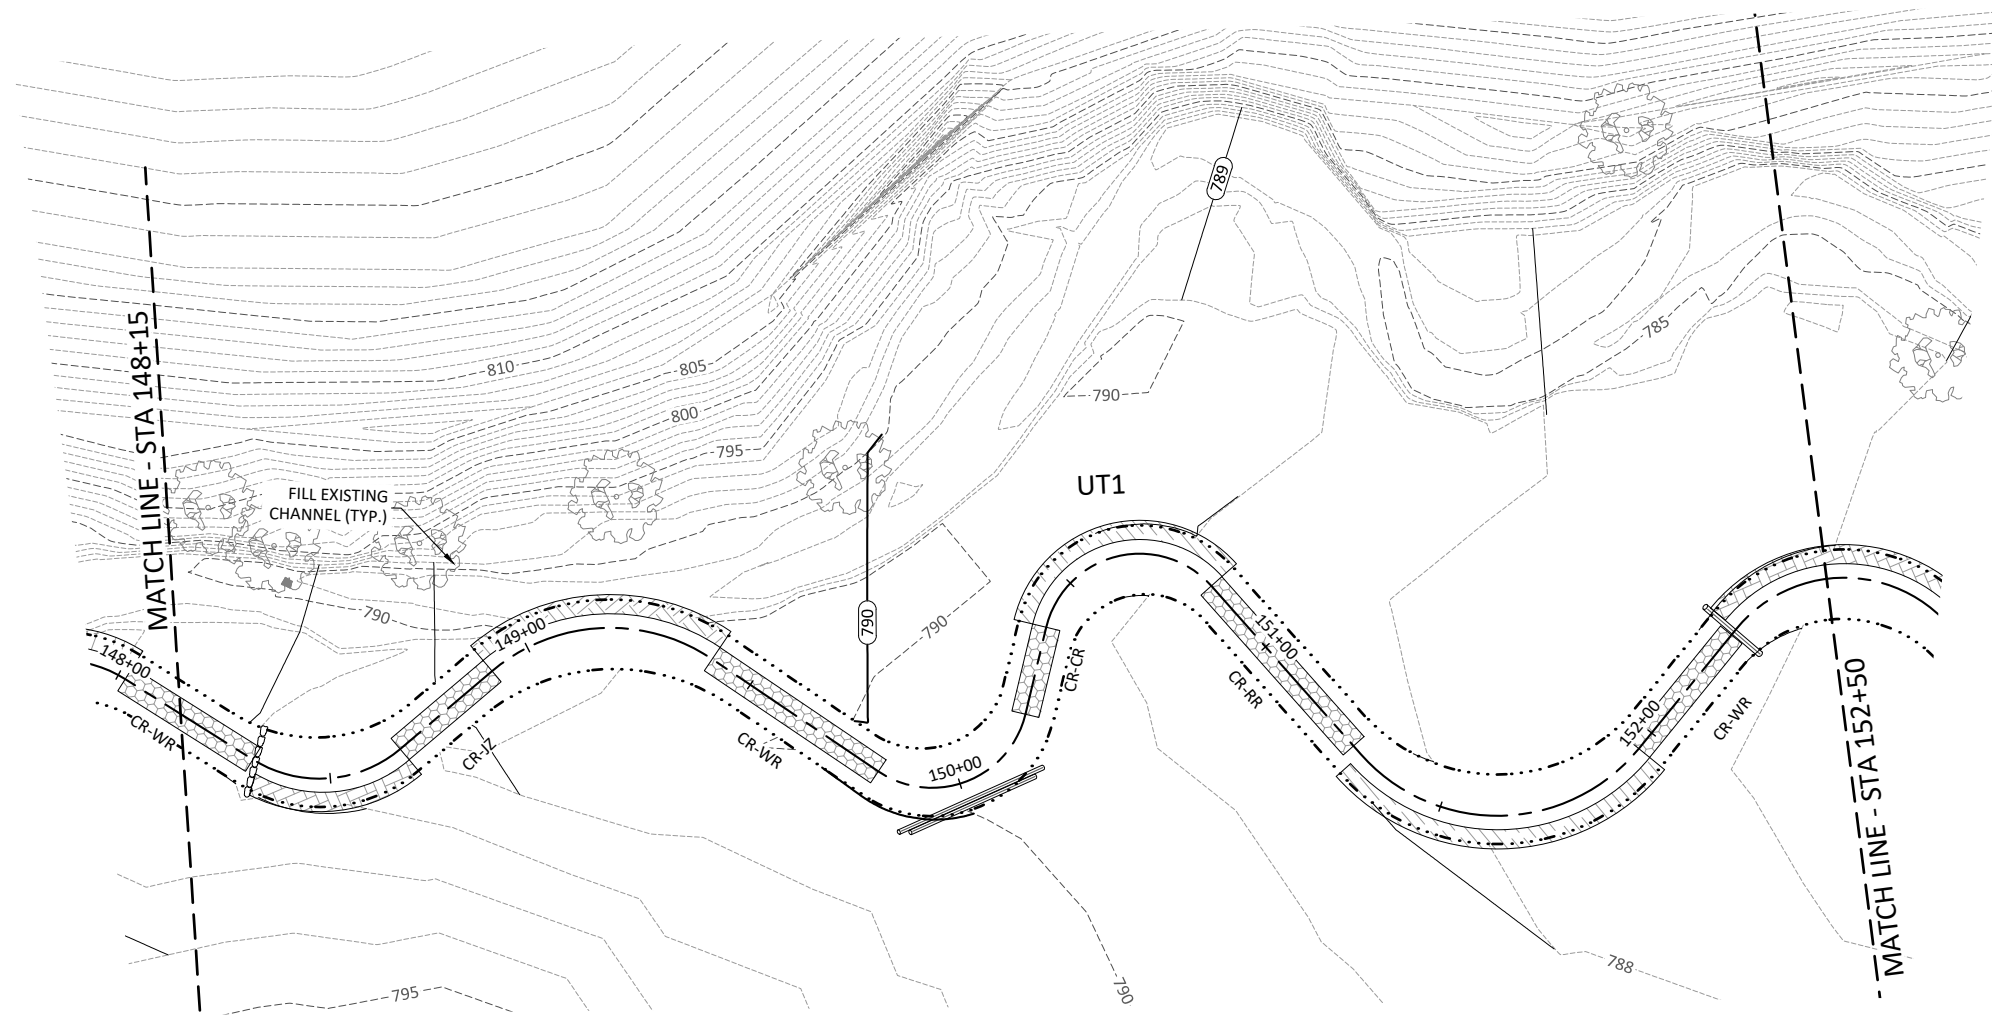 MATCH LINE - STA 148+15
MATCH LINE - STA 152+50
789
785
810
805
800
790
795
FILL EXISTING
CHANNEL (TYP.)
UT1
790
790
790
148+00
149+00
150+00
151+00
152+00
CR-WR
CR-JZ
CR-WR
CR-CR
CR-RR
CR-WR
795
790
788